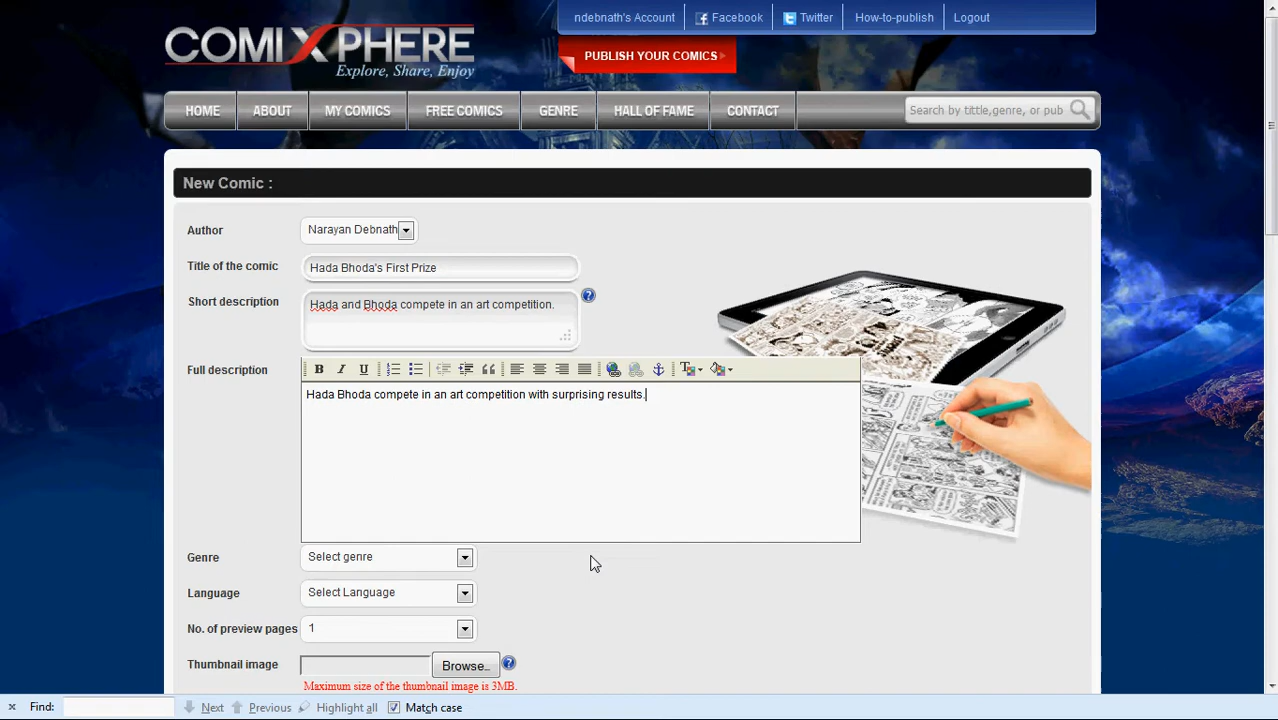 ndebnath's Account Facebook Twitter How-to-publish Logout
COMIXPHERE
Explore, Share, Enjoy
PUBLISH YOUR COMICS
HOME ABOUT MY COMICS FREE COMICS GENRE HALL OF FAME CONTACT
Search by tittle,genre, or pub
New Comic :
Author Narayan Debnath
Title of the comic Hada Bhoda's First Prize
Short description Hada and Bhoda compete in an art competition.
Full description
B I U
Hada Bhoda compete in an art competition with surprising results.
Genre Select genre
Language Select Language
No. of preview pages 1
Thumbnail image Browse...
Maximum size of the thumbnail image is 3MB.
Find: Next Previous Highlight all Match case